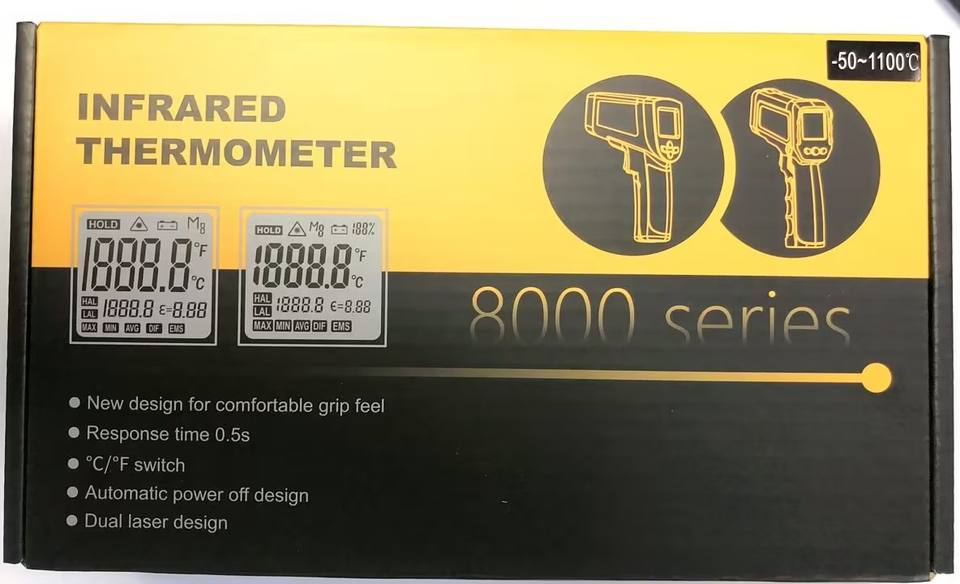 -50~1100℃
INFRARED
THERMOMETER
HOLD M8
1888.8 °F °C
HAL LAL 1888.8 ε=8.88
MAX MIN AVG DIF EMS
HOLD M8 188%
1888.8 °F °C
HAL LAL 1888.8 ε=8.88
MAX MIN AVG DIF EMS
8000 series
● New design for comfortable grip feel
● Response time 0.5s
● °C/°F switch
● Automatic power off design
● Dual laser design